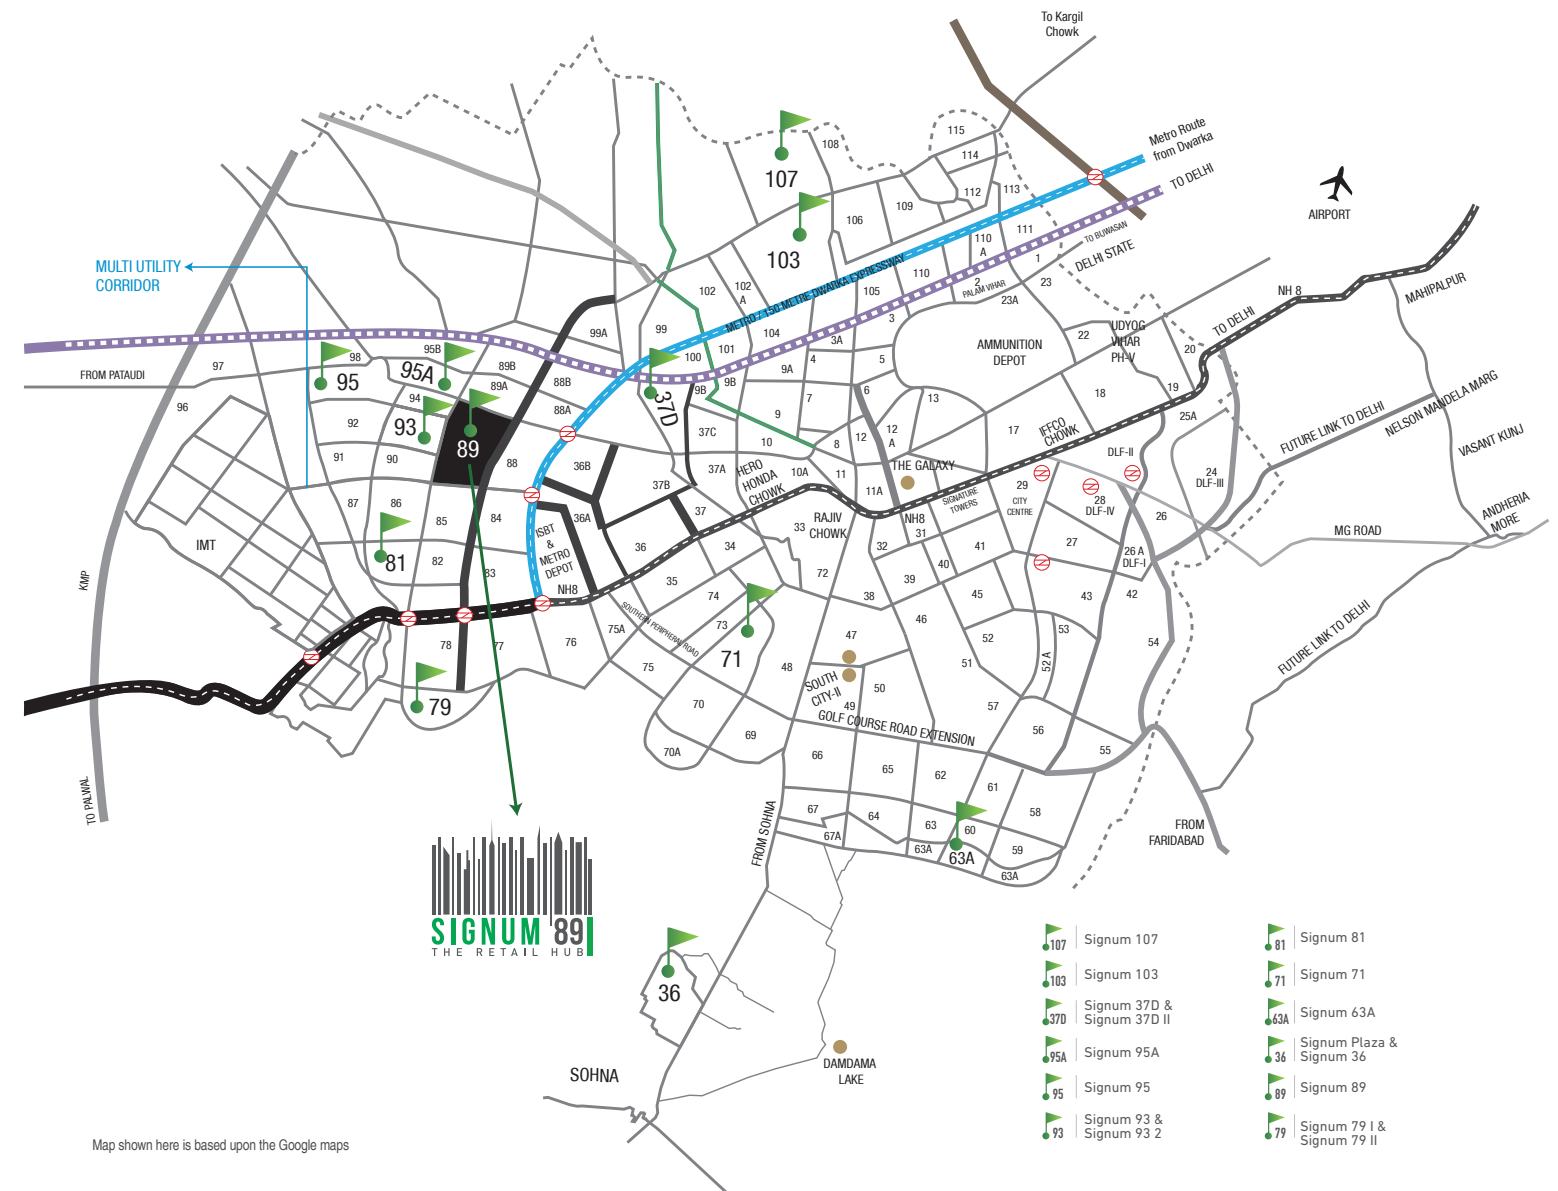 To Kargil
Chowk
Metro Route
from Dwarka
TO DELHI
AIRPORT
TO BUWASAN
DELHI STATE
MAHIPALPUR
NH 8
TO DELHI
MULTI UTILITY
CORRIDOR
METRO / 150 METRE DWARKA EXPRESSWAY
PALAM VIHAR
AMMUNITION
DEPOT
UDYOG
VIHAR
PH-V
115
114
113
112
111
110
A
110
109
108
107
106
105
104
103
102
102
A
101
100
99
99A
98
97
96
95
95A
95B
94
93
92
91
90
89
89A
89B
88
88A
88B
87
86
85
84
83
82
81
79
78
77
76
75
75A
74
73
72
71
70
70A
69
1
2
3
3A
4
5
6
7
8
9
9A
9B
9B
10
10A
11
11A
12
12
A
13
17
18
19
20
22
23
23A
24
DLF-III
25A
26
26 A
DLF-I
27
28
DLF-IV
29
CITY
CENTRE
DLF-II
31
32
33
34
35
36
36A
36B
37
37A
37B
37C
37D
38
39
40
41
42
43
45
46
47
48
49
50
51
52
52 A
53
54
55
56
57
58
59
60
61
62
63
63A
63A
63A
64
65
66
67
67A
FROM PATAUDI
IMT
KMP
TO PALWAL
ISBT
&
METRO
DEPOT
NH8
HERO
HONDA
CHOWK
RAJIV
CHOWK
NH8
THE GALAXY
SIGNATURE
TOWERS
IFFCO
CHOWK
FUTURE LINK TO DELHI
NELSON MANDELA MARG
VASANT KUNJ
ANDHERIA
MORE
MG ROAD
FUTURE LINK TO DELHI
SOUTHERN PERIPHERAL ROAD
SOUTH
CITY-II
GOLF COURSE ROAD EXTENSION
FROM SOHNA
FROM
FARIDABAD
SIGNUM 89
THE RETAIL HUB
36
DAMDAMA
LAKE
SOHNA
107 Signum 107
103 Signum 103
37D Signum 37D &
Signum 37D II
95A Signum 95A
95 Signum 95
93 Signum 93 &
Signum 93 2
81 Signum 81
71 Signum 71
63A Signum 63A
36 Signum Plaza &
Signum 36
89 Signum 89
79 Signum 79 I &
Signum 79 II
Map shown here is based upon the Google maps